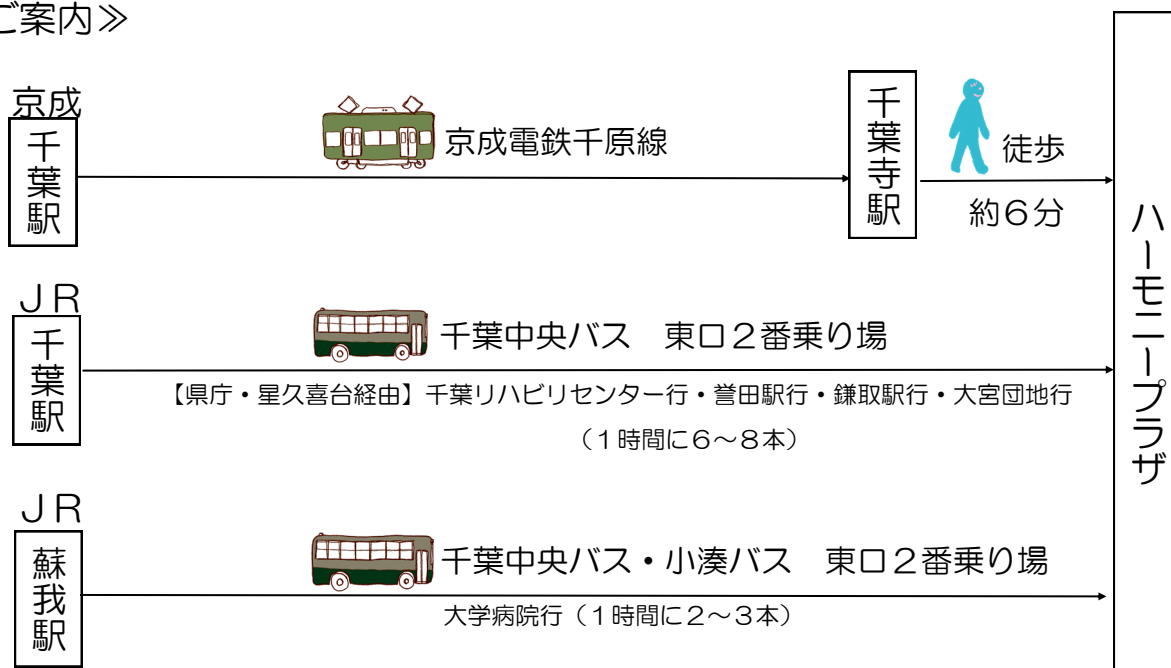 ご案内≫
京成
千葉駅
京成電鉄千原線
千葉寺駅
徒歩
約６分
ＪＲ
千葉駅
千葉中央バス　東口２番乗り場
【県庁・星久喜台経由】千葉リハビリセンター行・誉田駅行・鎌取駅行・大宮団地行
（１時間に６～８本）
ＪＲ
蘇我駅
千葉中央バス・小湊バス　東口２番乗り場
大学病院行（１時間に２～３本）
ハーモニープラザ